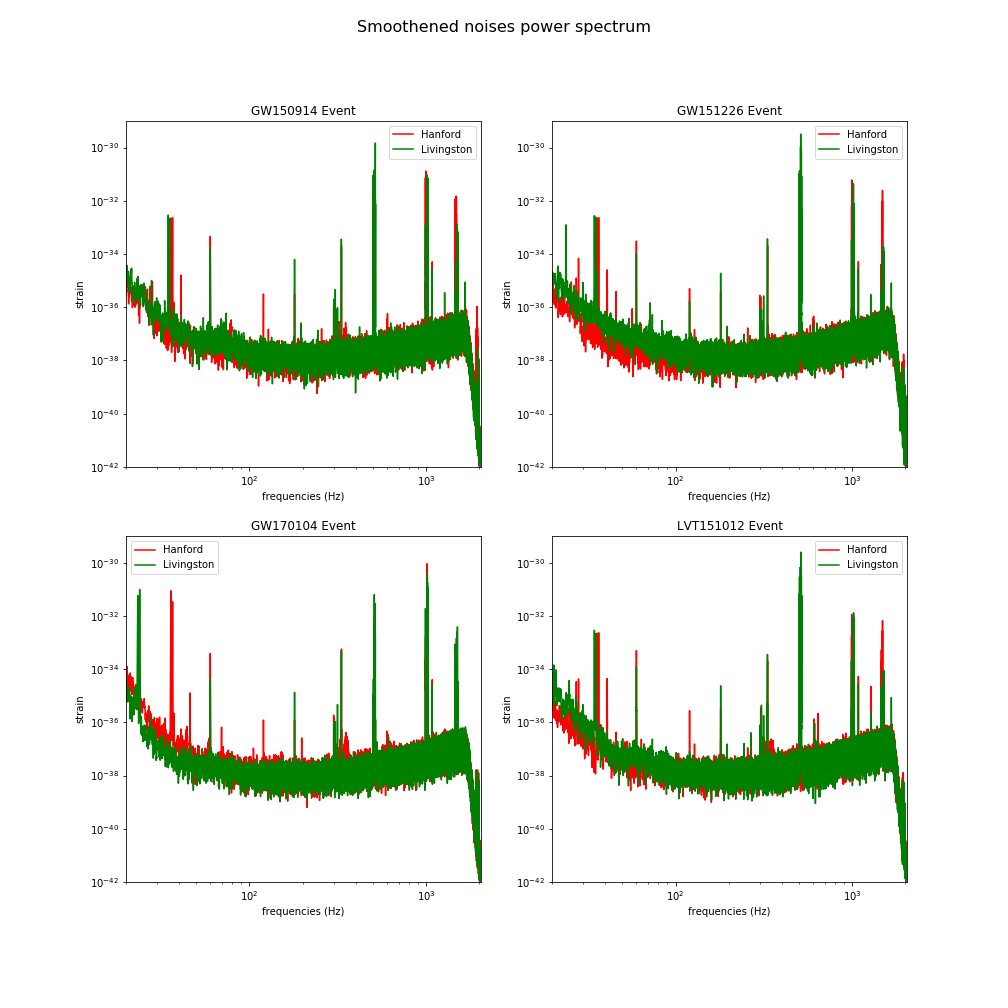 Smoothened noises power spectrum
GW150914 Event
Hanford
Livingston
10^{-30}
10^{-32}
10^{-34}
10^{-36}
10^{-38}
10^{-40}
10^{-42}
strain
10^{2}
10^{3}
frequencies (Hz)
GW151226 Event
Hanford
Livingston
10^{-30}
10^{-32}
10^{-34}
10^{-36}
10^{-38}
10^{-40}
10^{-42}
strain
10^{2}
10^{3}
frequencies (Hz)
GW170104 Event
Hanford
Livingston
10^{-30}
10^{-32}
10^{-34}
10^{-36}
10^{-38}
10^{-40}
10^{-42}
strain
10^{2}
10^{3}
frequencies (Hz)
LVT151012 Event
Hanford
Livingston
10^{-30}
10^{-32}
10^{-34}
10^{-36}
10^{-38}
10^{-40}
10^{-42}
strain
10^{2}
10^{3}
frequencies (Hz)